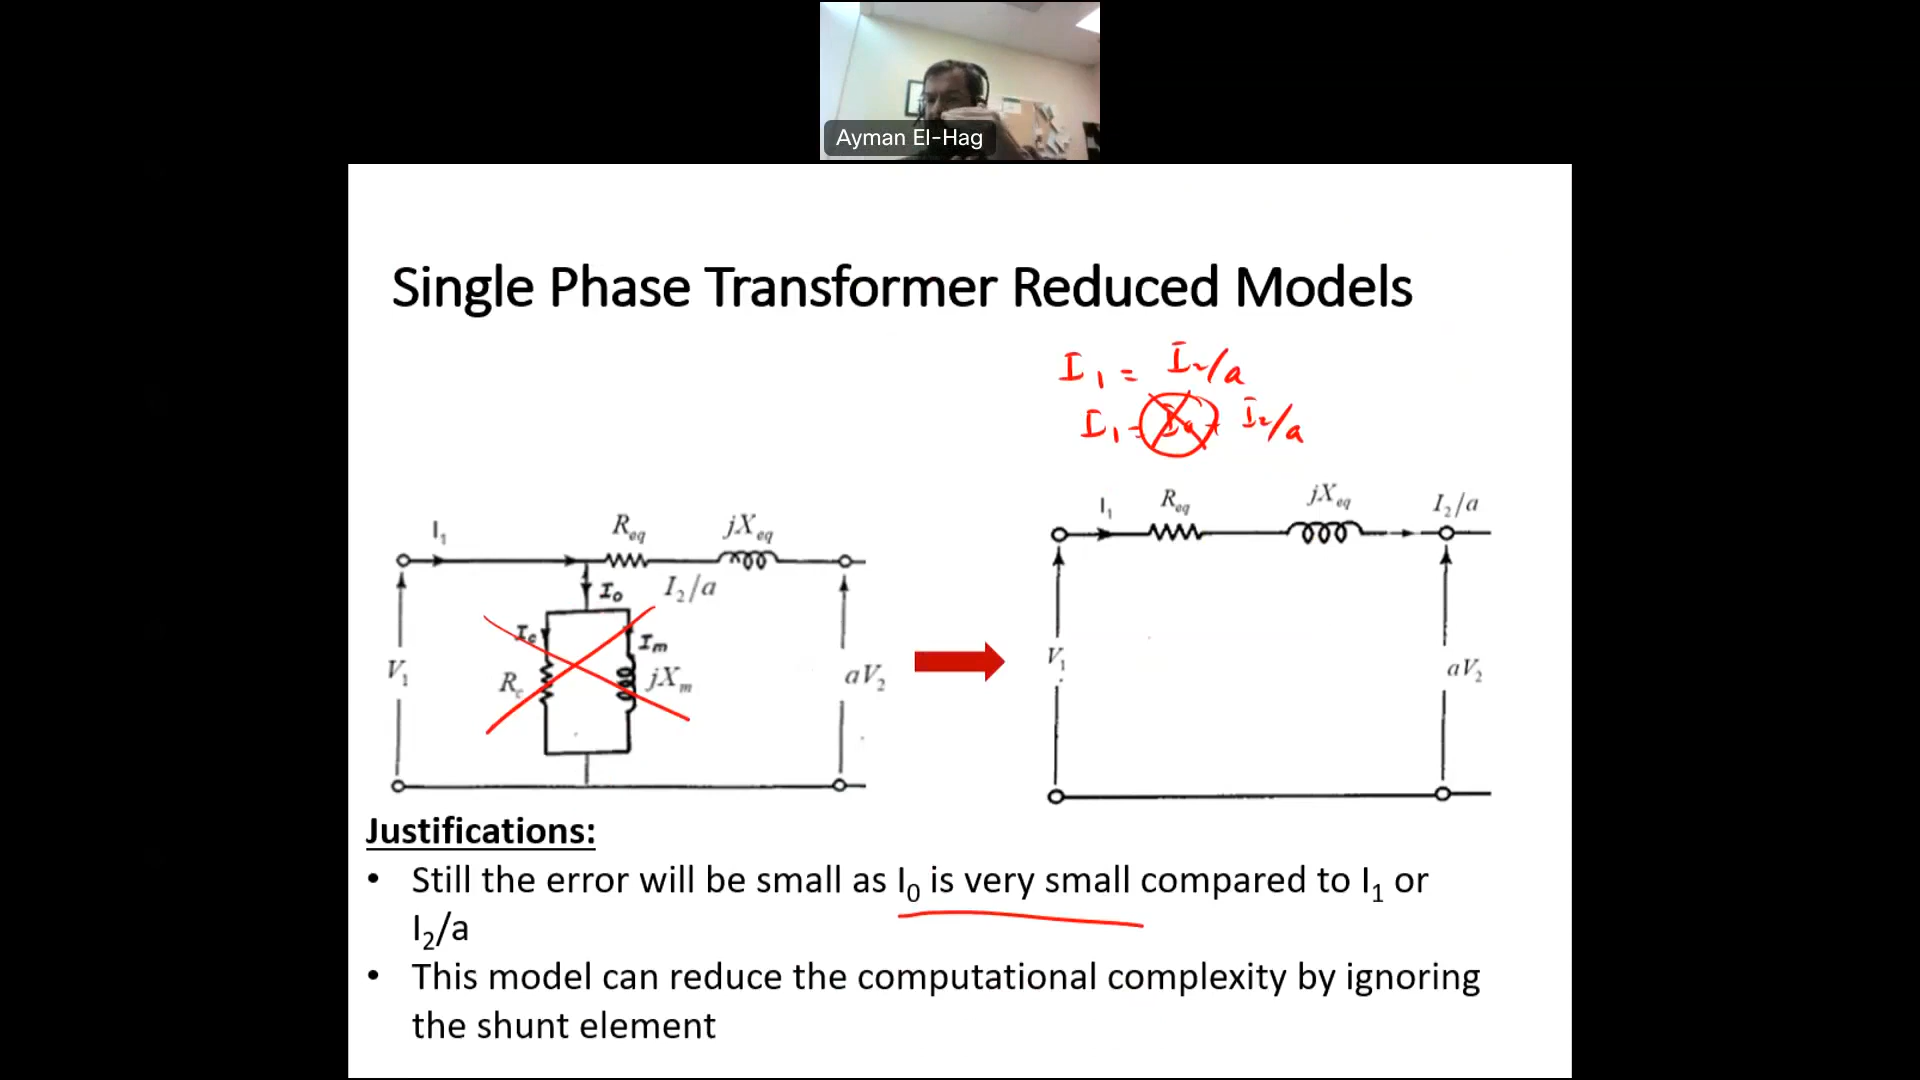 Ayman El-Hag
Single Phase Transformer Reduced Models
I₁ = I₂/a
I₁ = I₀ + I₂/a
I₁ R_eq jX_eq
I₀ I₂/a
I_c I_m
V₁ R_c jX_m aV₂
I₁ R_eq jX_eq I₂/a
V₁ aV₂
Justifications:
• Still the error will be small as I₀ is very small compared to I₁ or
I₂/a
• This model can reduce the computational complexity by ignoring
the shunt element